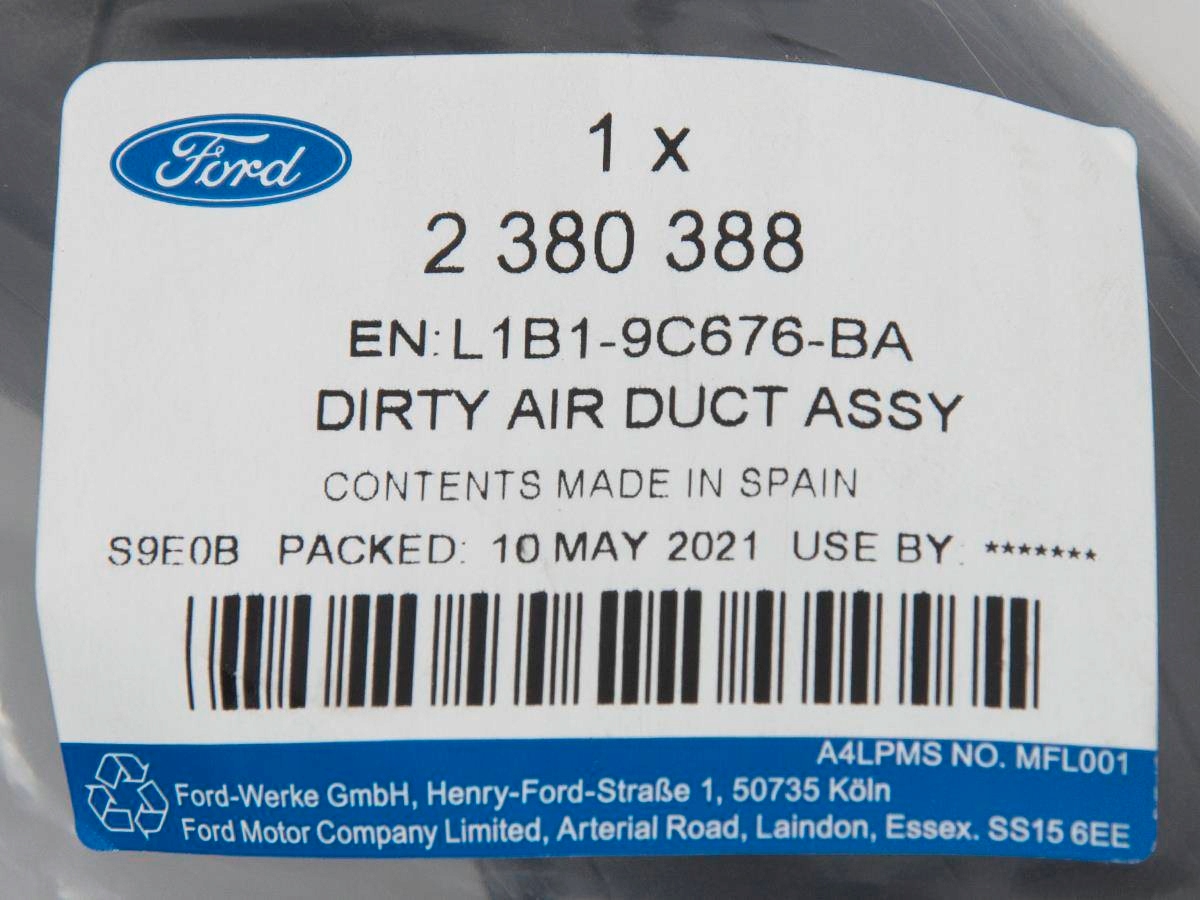 Ford
1 x
2 380 388
EN: L1B1-9C676-BA
DIRTY AIR DUCT ASSY
CONTENTS MADE IN SPAIN
S9E0B PACKED: 10 MAY 2021 USE BY: *******
A4LPMS NO. MFL001
Ford-Werke GmbH, Henry-Ford-Straße 1, 50735 Köln
Ford Motor Company Limited, Arterial Road, Laindon, Essex. SS15 6EE